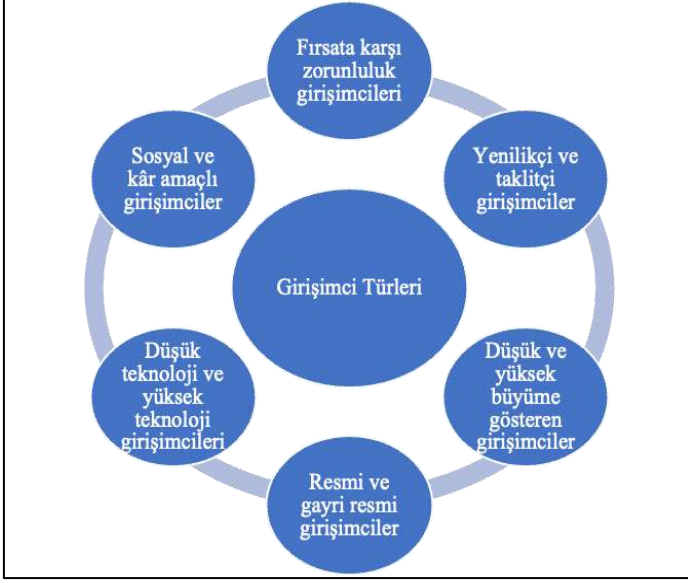 Fırsata karşı
zorunluluk
girişimcileri
Yenilikçi ve
taklitçi
girişimciler
Düşük ve
yüksek
büyüme
gösteren
girişimciler
Resmi ve
gayri resmi
girişimciler
Düşük
teknoloji ve
yüksek
teknoloji
girişimcileri
Sosyal ve
kâr amaçlı
girişimciler
Girişimci Türleri